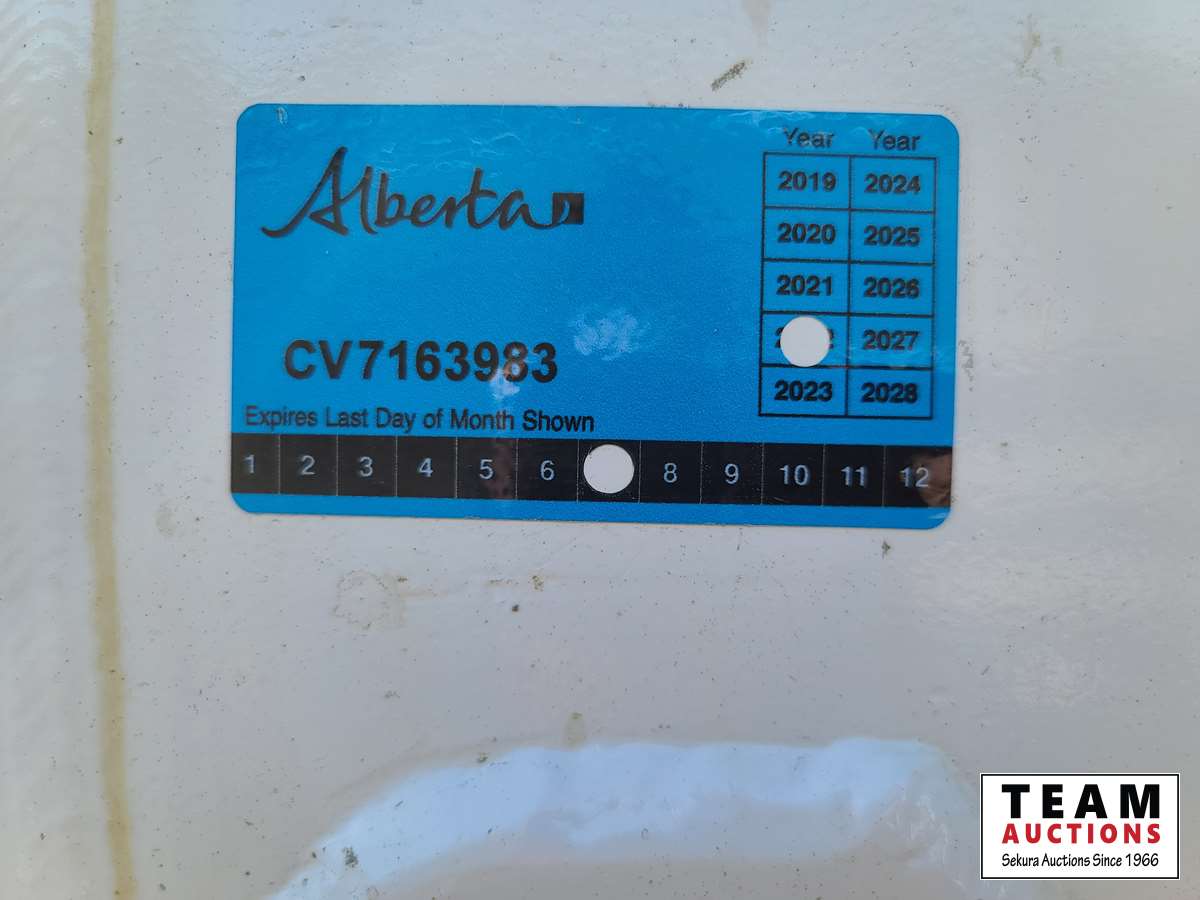 Alberta
Year Year
2019 2024
2020 2025
2021 2026
2027
CV7163983
2023 2028
Expires Last Day of Month Shown
1 2 3 4 5 6 8 9 10 11 12
TEAM
AUCTIONS
Sekura Auctions Since 1966